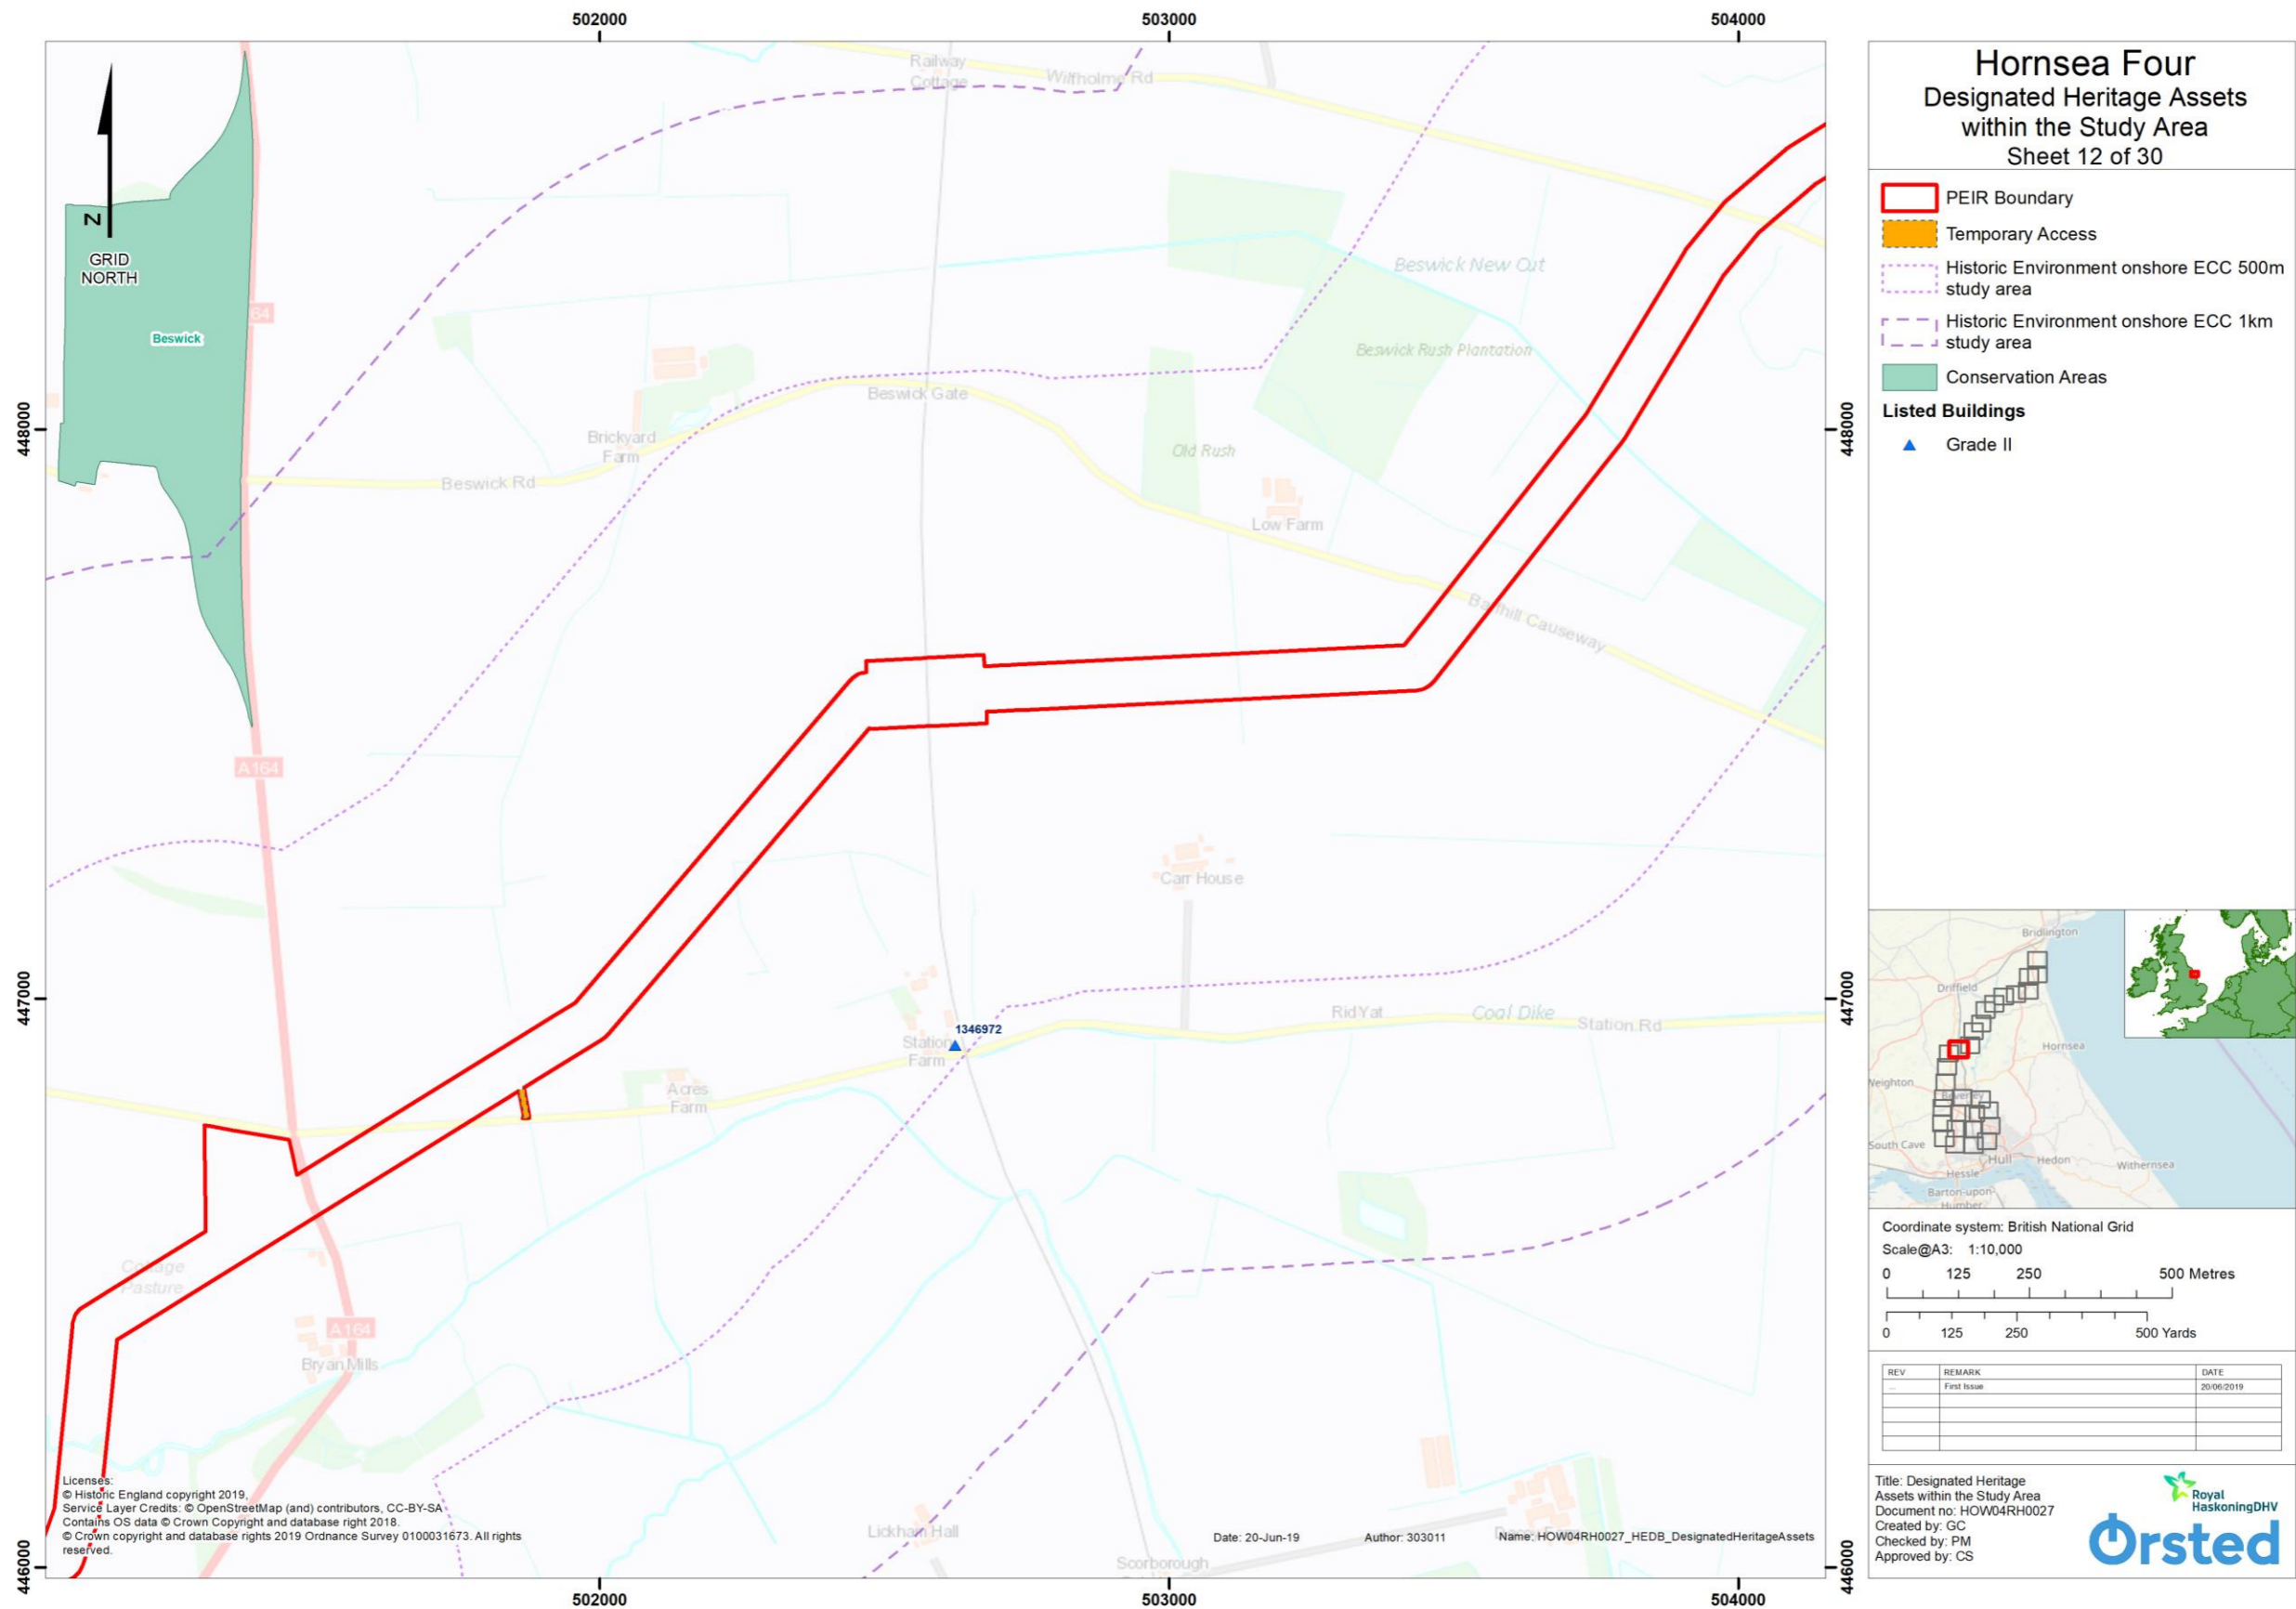 502000
503000
504000
448000
447000
446000
448000
447000
446000
502000
503000
504000
GRID
NORTH
N
Beswick
64
A164
A164
Railway
Cottage
Wilfholme Rd
Beswick New Cut
Beswick Rush Plantation
Beswick Gate
Brickyard
Farm
Beswick Rd
Old Rush
Low Farm
Barfhill Causeway
Carr House
Rid Yat
Coal Dike
Station Rd
1346972
Station
Farm
Acres
Farm
Cottage
Pasture
Bryan Mills
Lickham Hall
Scorborough
Licenses:
© Historic England copyright 2019,
Service Layer Credits: © OpenStreetMap (and) contributors, CC-BY-SA
Contains OS data © Crown Copyright and database right 2018.
© Crown copyright and database rights 2019 Ordnance Survey 0100031673. All rights
reserved.
Date: 20-Jun-19
Author: 303011
Name: HOW04RH0027_HEDB_DesignatedHeritageAssets
Hornsea Four
Designated Heritage Assets
within the Study Area
Sheet 12 of 30
PEIR Boundary
Temporary Access
Historic Environment onshore ECC 500m
study area
Historic Environment onshore ECC 1km
study area
Conservation Areas
Listed Buildings
Grade II
Bridlington
Driffield
Hornsea
Weighton
Beverley
South Cave
Hull
Hedon
Withernsea
Hessle
Barton-upon-
Humber
Coordinate system: British National Grid
Scale@A3: 1:10,000
0 125 250 500 Metres
0 125 250 500 Yards
REV REMARK DATE
... First Issue 20/06/2019
Title: Designated Heritage
Assets within the Study Area
Document no: HOW04RH0027
Created by: GC
Checked by: PM
Approved by: CS
Royal
HaskoningDHV
Ørsted